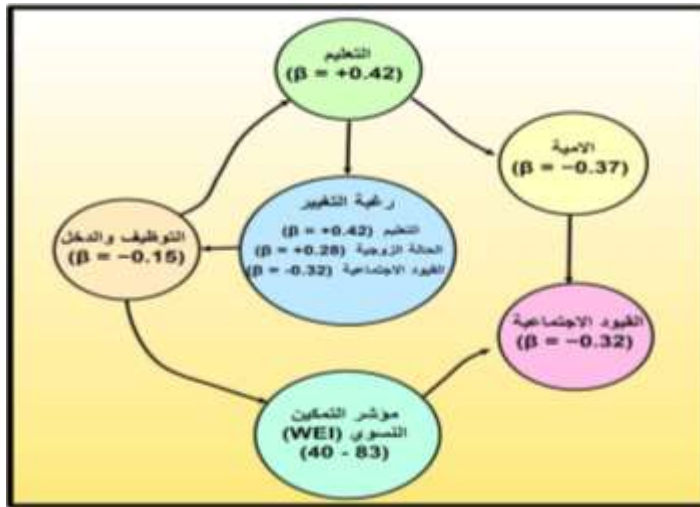 التعليم
(β = +0.42)
الامية
(β = −0.37)
رغبة التغيير
التعليم (β = +0.42)
الحالة الزوجية (β = +0.28)
القيود الاجتماعية (β = -0.32)
التوظيف والدخل
(β = −0.15)
القيود الاجتماعية
(β = −0.32)
مؤشر التمكين
النسوي (WEI)
(40 - 83)